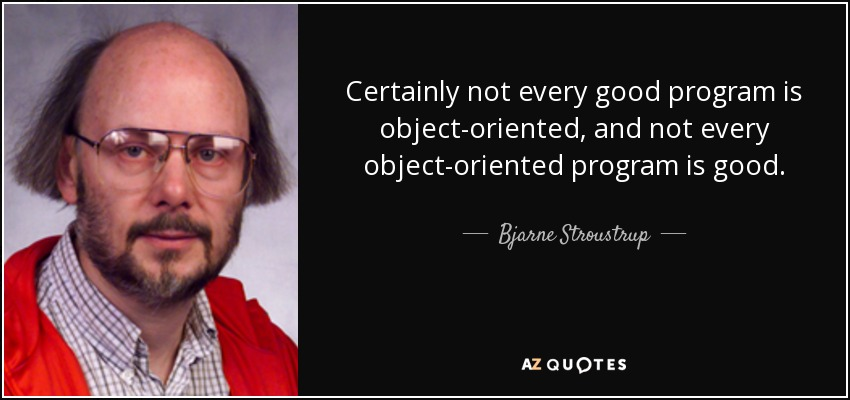 Certainly not every good program is
object-oriented, and not every
object-oriented program is good.
Bjarne Stroustrup
AZ QUOTES